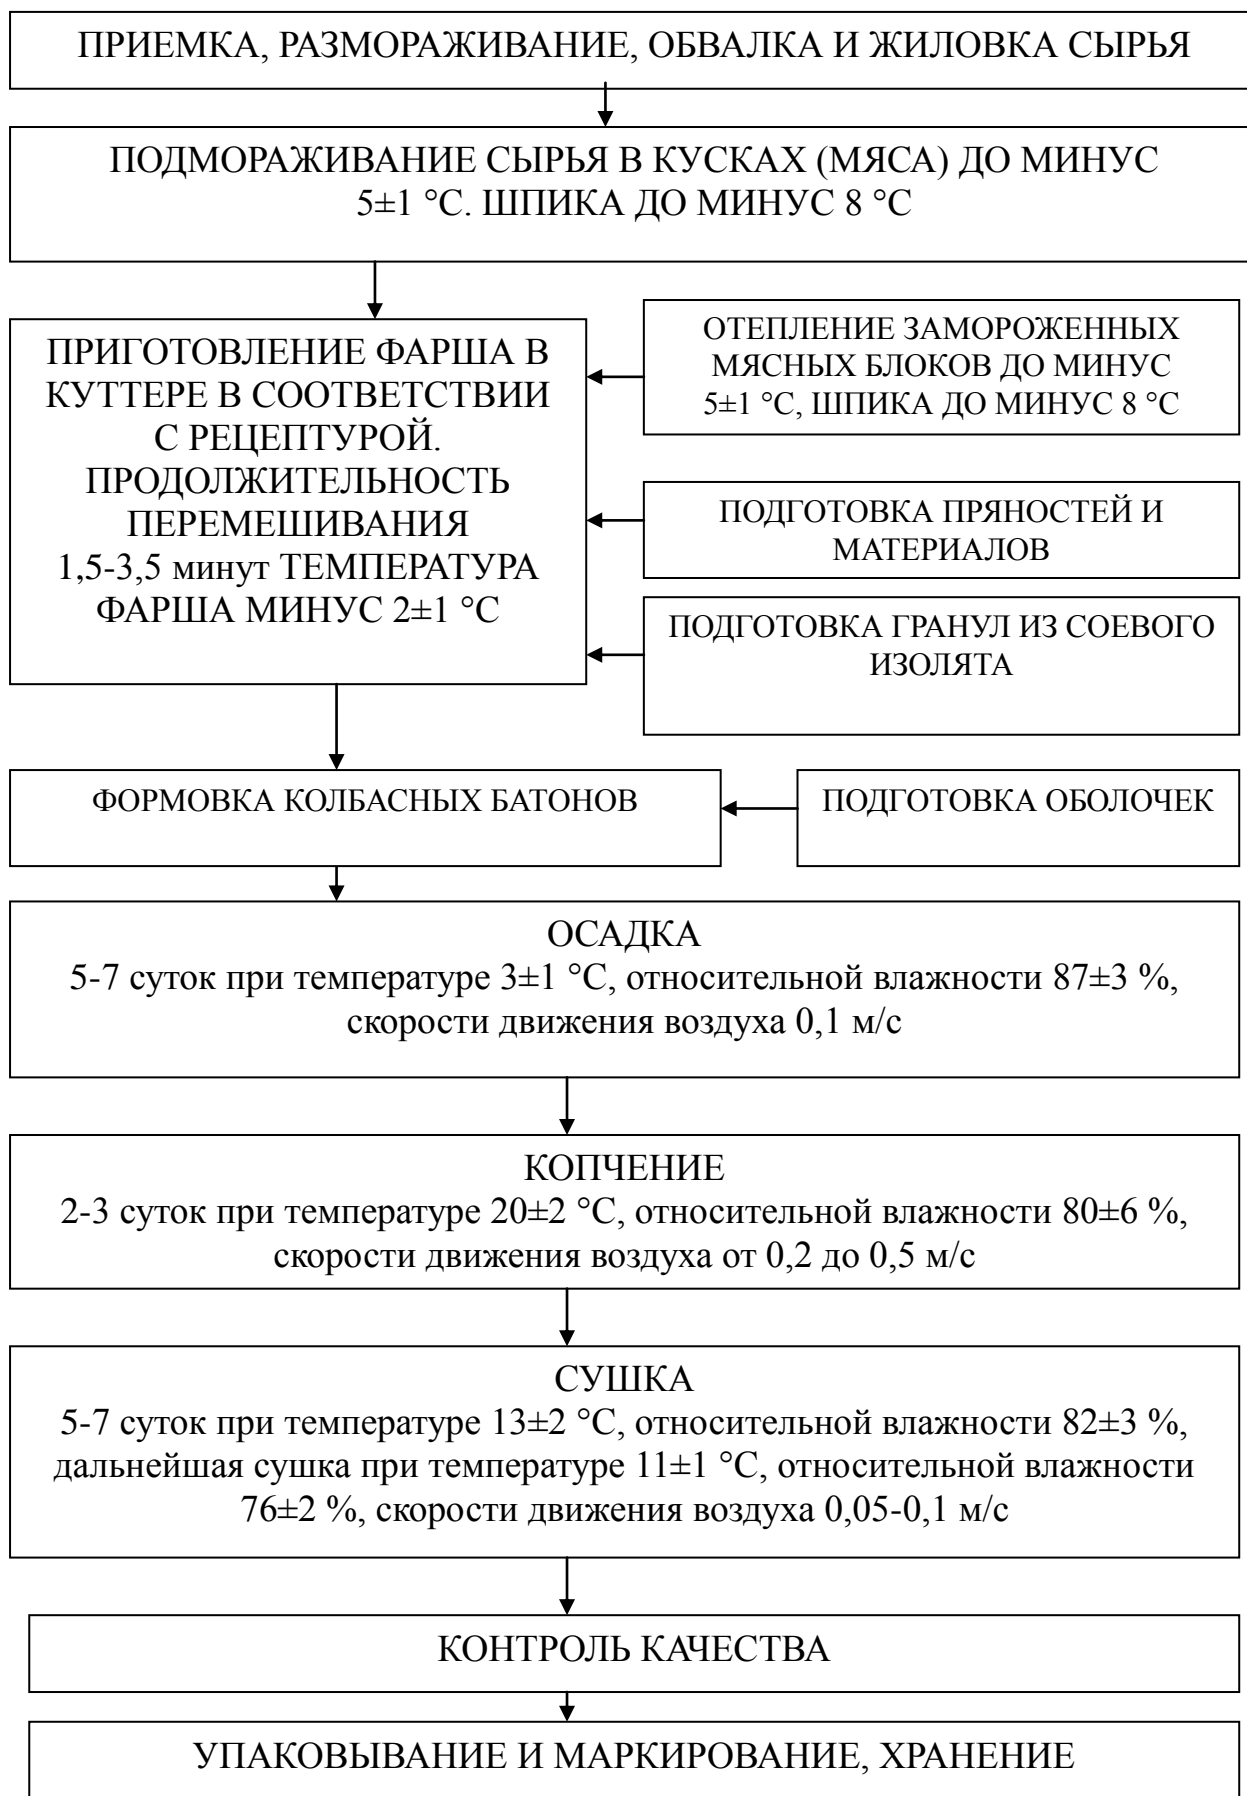 ПРИЕМКА, РАЗМОРАЖИВАНИЕ, ОБВАЛКА И ЖИЛОВКА СЫРЬЯ
ПОДМОРАЖИВАНИЕ СЫРЬЯ В КУСКАХ (МЯСА) ДО МИНУС
5±1 °С. ШПИКА ДО МИНУС 8 °С
ПРИГОТОВЛЕНИЕ ФАРША В
КУТТЕРЕ В СООТВЕТСТВИИ
С РЕЦЕПТУРОЙ.
ПРОДОЛЖИТЕЛЬНОСТЬ
ПЕРЕМЕШИВАНИЯ
1,5-3,5 минут ТЕМПЕРАТУРА
ФАРША МИНУС 2±1 °С
ОТЕПЛЕНИЕ ЗАМОРОЖЕННЫХ
МЯСНЫХ БЛОКОВ ДО МИНУС
5±1 °С, ШПИКА ДО МИНУС 8 °С
ПОДГОТОВКА ПРЯНОСТЕЙ И
МАТЕРИАЛОВ
ПОДГОТОВКА ГРАНУЛ ИЗ СОЕВОГО
ИЗОЛЯТА
ФОРМОВКА КОЛБАСНЫХ БАТОНОВ
ПОДГОТОВКА ОБОЛОЧЕК
ОСАДКА
5-7 суток при температуре 3±1 °С, относительной влажности 87±3 %,
скорости движения воздуха 0,1 м/с
КОПЧЕНИЕ
2-3 суток при температуре 20±2 °С, относительной влажности 80±6 %,
скорости движения воздуха от 0,2 до 0,5 м/с
СУШКА
5-7 суток при температуре 13±2 °С, относительной влажности 82±3 %,
дальнейшая сушка при температуре 11±1 °С, относительной влажности
76±2 %, скорости движения воздуха 0,05-0,1 м/с
КОНТРОЛЬ КАЧЕСТВА
УПАКОВЫВАНИЕ И МАРКИРОВАНИЕ, ХРАНЕНИЕ